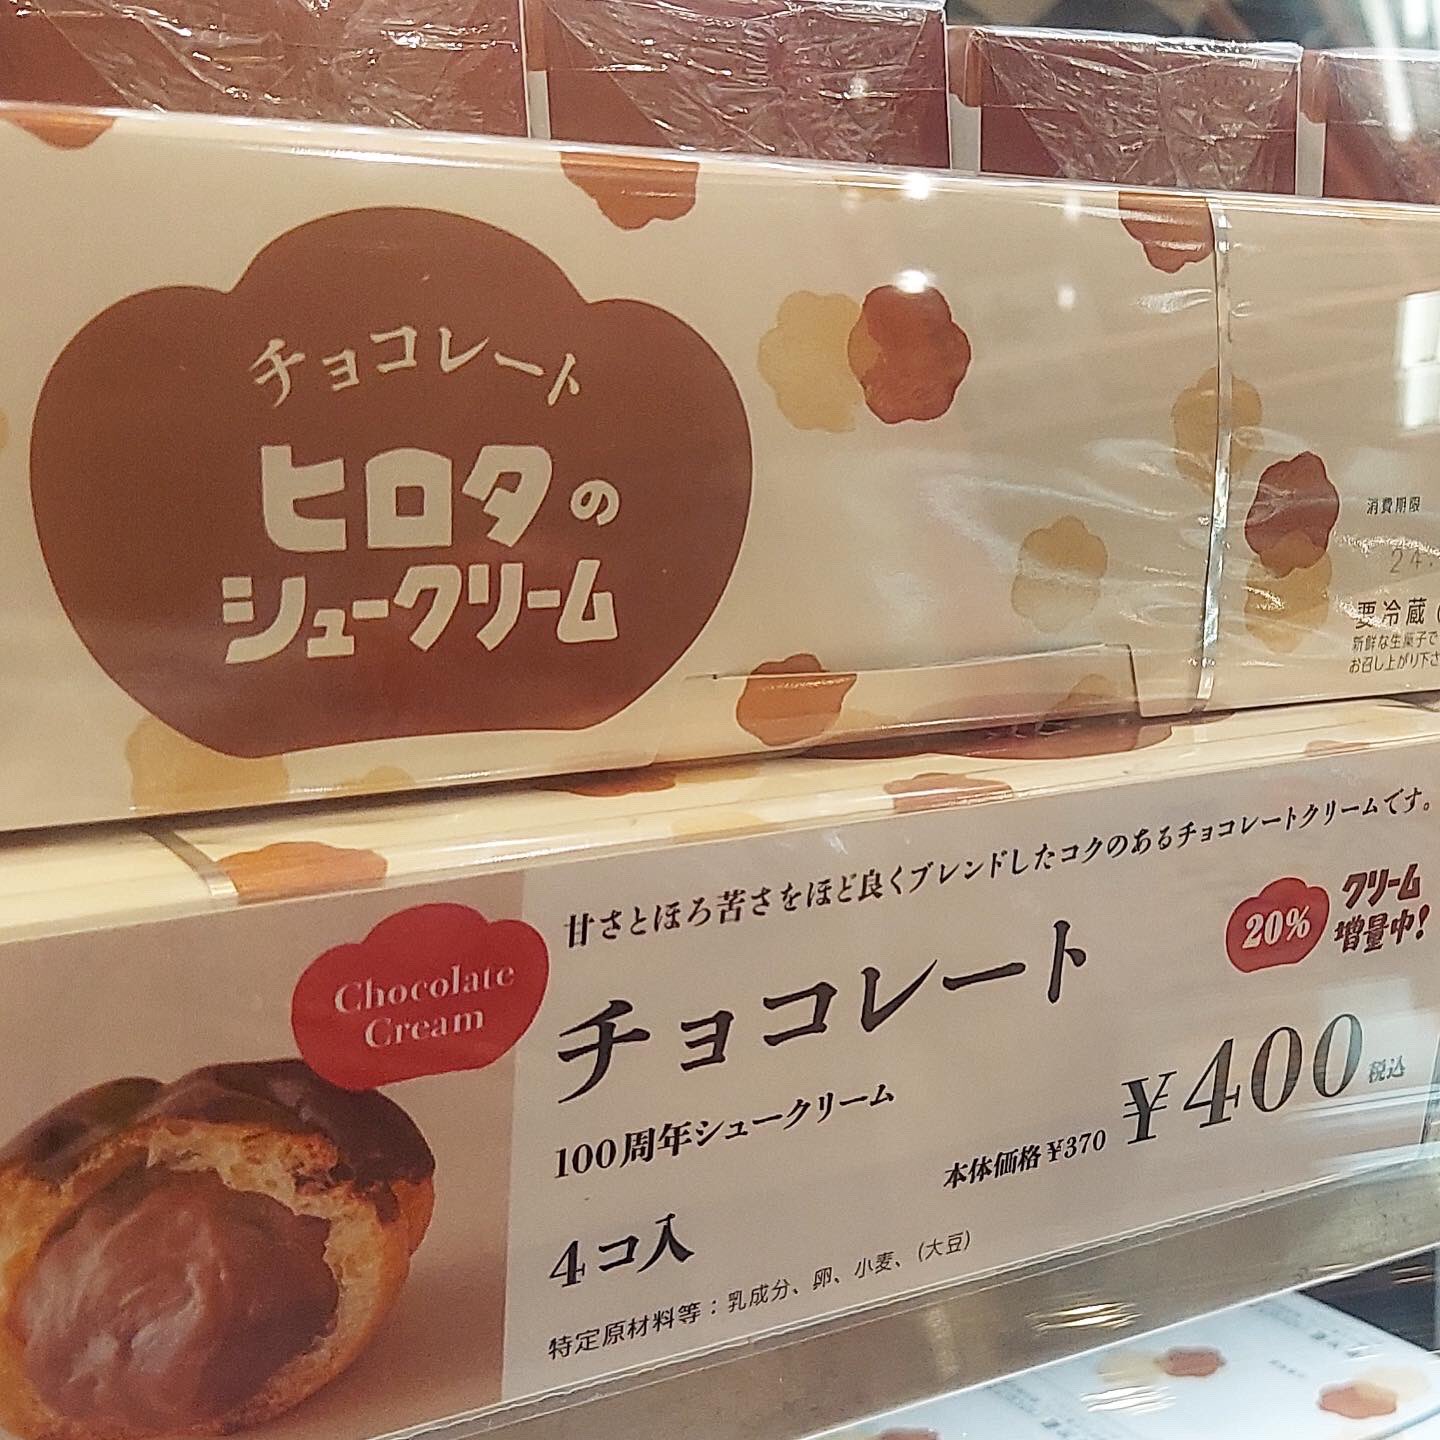 チョコレート
ヒロタの
シュークリーム
消費期限
24.
要冷蔵(
新鮮な生菓子で
お召し上がり下さ
甘さとほろ苦さをほど良くブレンドしたコクのあるチョコレートクリームです。
Chocolate
Cream
チョコレート
20%
クリーム
増量中!
100周年シュークリーム
本体価格¥370
¥400税込
4コ入
特定原材料等：乳成分、卵、小麦、(大豆)